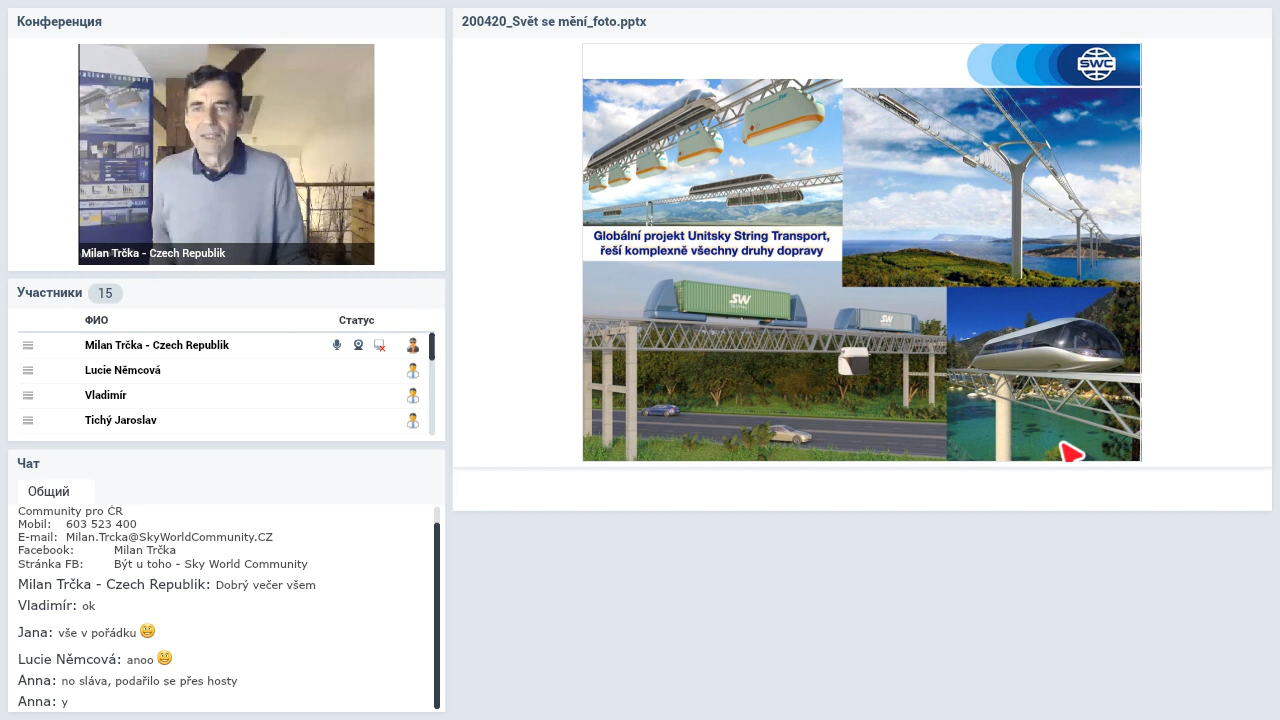 Конференция
Milan Trčka - Czech Republik
Участники 15
ФИО Статус
Milan Trčka - Czech Republik
Lucie Němcová
Vladimír
Tichý Jaroslav
Чат
Общий
Community pro ČR
Mobil: 603 523 400
E-mail: Milan.Trcka@SkyWorldCommunity.CZ
Facebook: Milan Trčka
Stránka FB: Být u toho - Sky World Community
Milan Trčka - Czech Republik: Dobrý večer všem
Vladimír: ok
Jana: vše v pořádku
Lucie Němcová: anoo
Anna: no sláva, podařilo se přes hosty
Anna: y
200420_Svět se mění_foto.pptx
SWC
Globální projekt Unitsky String Transport,
řeší komplexně všechny druhy dopravy
SW
SW